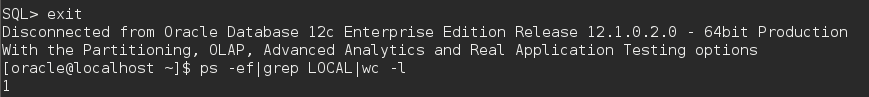 SQL> exit
Disconnected from Oracle Database 12c Enterprise Edition Release 12.1.0.2.0 - 64bit Production
With the Partitioning, OLAP, Advanced Analytics and Real Application Testing options
[oracle@localhost ~]$ ps -ef|grep LOCAL|wc -l
1